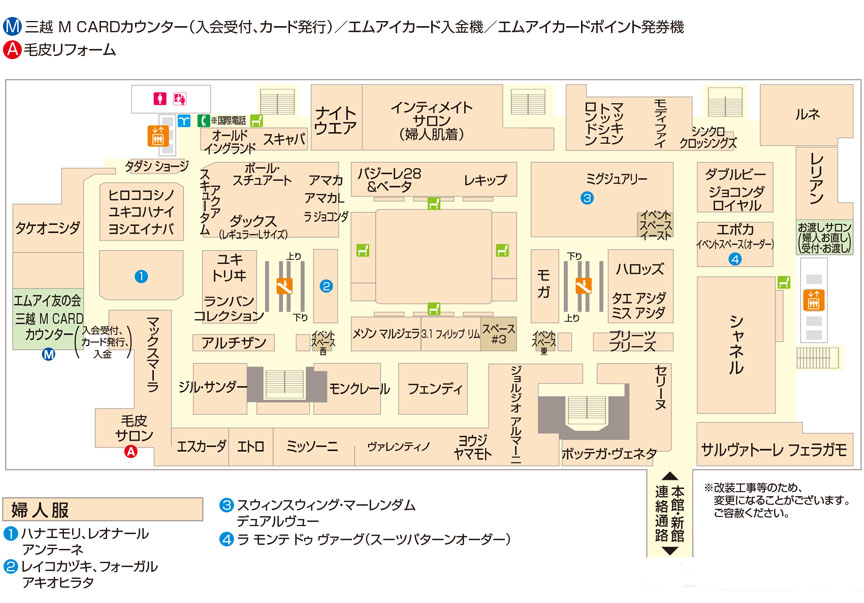 M 三越 M CARDカウンター(入会受付、カード発行)／エムアイカード入金機／エムアイカードポイント発券機
A 毛皮リフォーム
※国際電話
オールド
イングランド
スキャバ
ナイト
ウエア
インティメイト
サロン
(婦人肌着)
ロンドン
トラッシュ
マッキン
モディファイ
シンクロ
クロッシングズ
ルネ
レリアン
タダシ ショージ
ヒロココシノ
ユキコハナイ
ヨシエイナバ
タケオニシダ
ポール・
スチュアート
アクア
スキュータム
アマカ
アマカL
ラ ジョコンダ
ダックス
(レギュラー・Lサイズ)
バジーレ28
&ベータ
レキップ
ミグジュアリー
3
イベント
スペース
イースト
ダブルビー
ジョコンダ
ロイヤル
エポカ
イベントスペース(オーダー)
4
お渡しサロン
(婦人お直し)
受付・お渡し
1
ユキ
トリヰ
ランバン
コレクション
上り
下り
2
モガ
下り
上り
ハロッズ
タエ アシダ
ミス アシダ
エムアイ友の会
三越 M CARD
カウンター
(入会受付、
カード発行、
入金)
M
マックスマーラ
アルチザン
イベント
スペース
西
メゾン マルジェラ
3.1 フィリップ リム
スペース
#3
イベント
スペース
東
プリーツ
プリーズ
シャネル
ジル・サンダー
モンクレール
フェンディ
ジョルジオ アルマーニ
セリーヌ
毛皮
サロン
A
エスカーダ
エトロ
ミッソーニ
ヴァレンティノ
ヨウジ
ヤマモト
ボッテガ・ヴェネタ
サルヴァトーレ フェラガモ
本館・新館
連絡通路
※改装工事等のため、
変更になることがございます。
ご容赦ください。
婦人服
1 ハナエモリ、レオナール
アンテーネ
2 レイコカヅキ、フォーガル
アキオヒラタ
3 スウィンスウィング・マーレンダム
デュアルヴュー
4 ラ モンテ ドゥ ヴァーグ(スーツパターンオーダー)